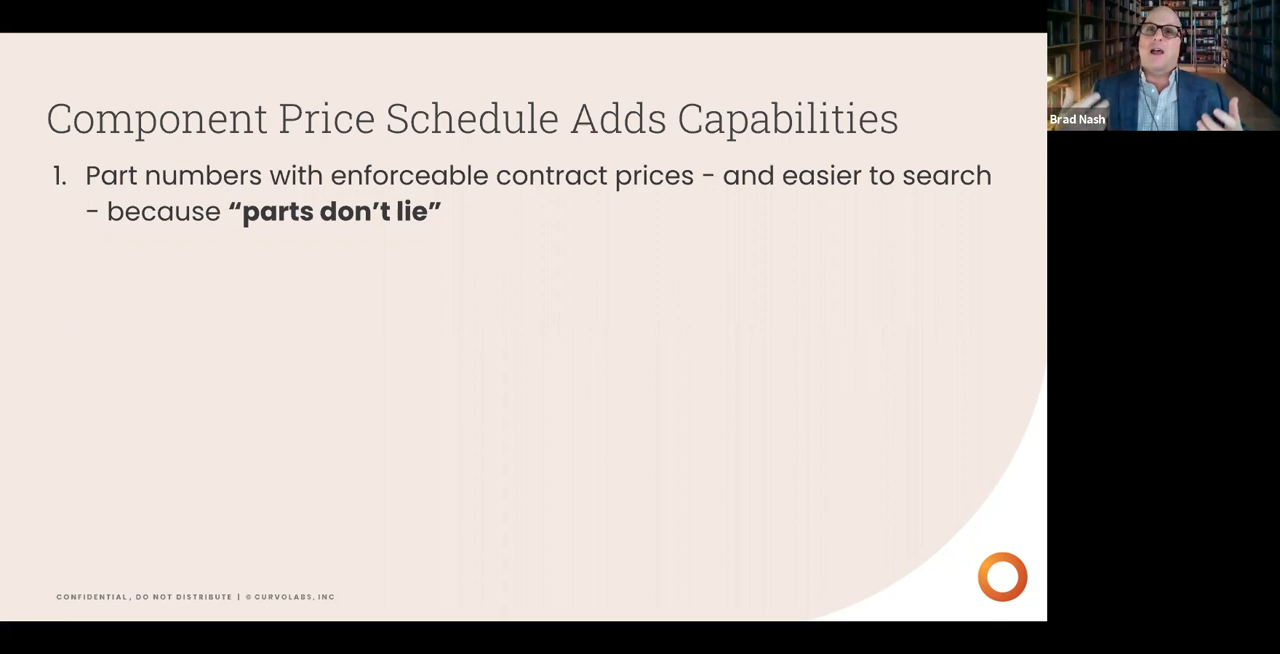 Component Price Schedule Adds Capabilities
1. Part numbers with enforceable contract prices - and easier to search
- because “parts don’t lie”
CONFIDENTIAL, DO NOT DISTRIBUTE | © CURVOLABS, INC
Brad Nash